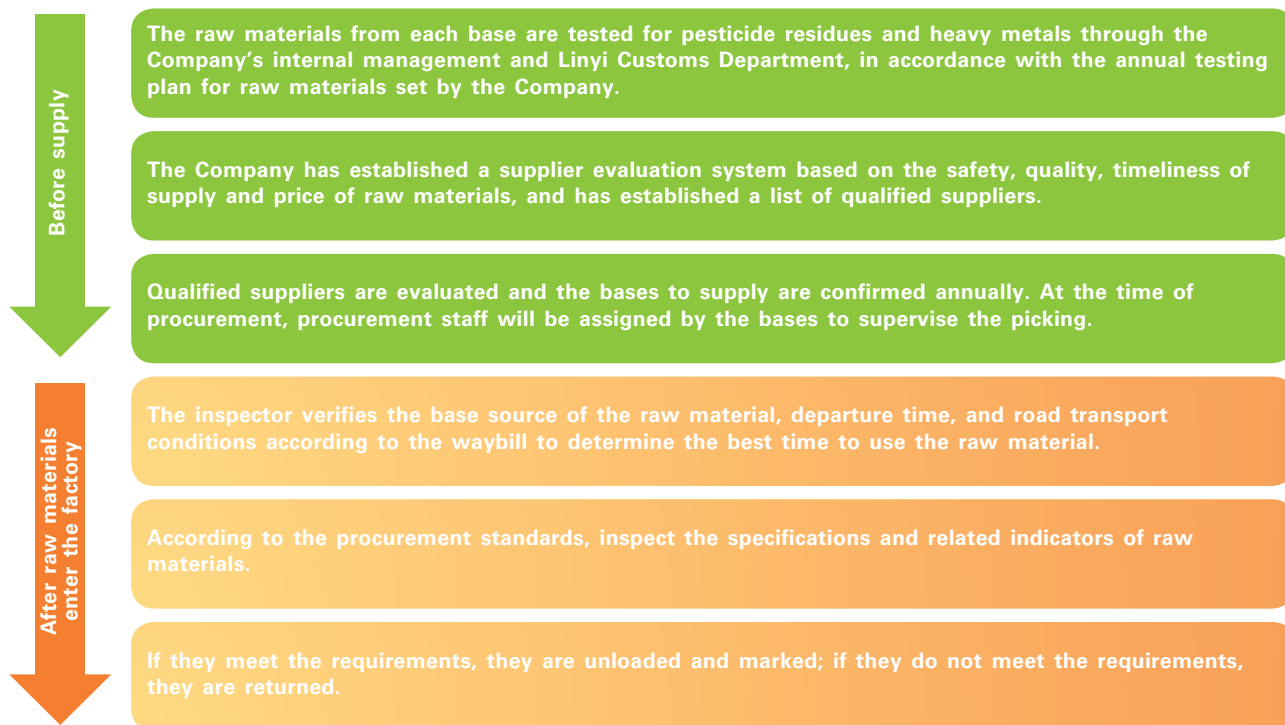 Before supply
The raw materials from each base are tested for pesticide residues and heavy metals through the
Company's internal management and Linyi Customs Department, in accordance with the annual testing
plan for raw materials set by the Company.
The Company has established a supplier evaluation system based on the safety, quality, timeliness of
supply and price of raw materials, and has established a list of qualified suppliers.
Qualified suppliers are evaluated and the bases to supply are confirmed annually. At the time of
procurement, procurement staff will be assigned by the bases to supervise the picking.
After raw materials
enter the factory
The inspector verifies the base source of the raw material, departure time, and road transport
conditions according to the waybill to determine the best time to use the raw material.
According to the procurement standards, inspect the specifications and related indicators of raw
materials.
If they meet the requirements, they are unloaded and marked; if they do not meet the requirements,
they are returned.